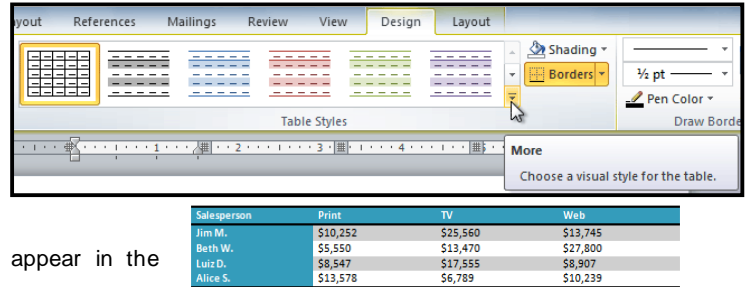 yout References Mailings Review View Design Layout
Shading
Borders
½ pt
Pen Color
Table Styles
Draw Borde
1 2 3 4
More
Choose a visual style for the table.
Salesperson Print TV Web
Jim M. $10,252 $25,560 $13,745
Beth W. $5,550 $13,470 $27,800
Luiz D. $8,547 $17,555 $8,907
Alice S. $13,578 $6,789 $10,239
appear in the